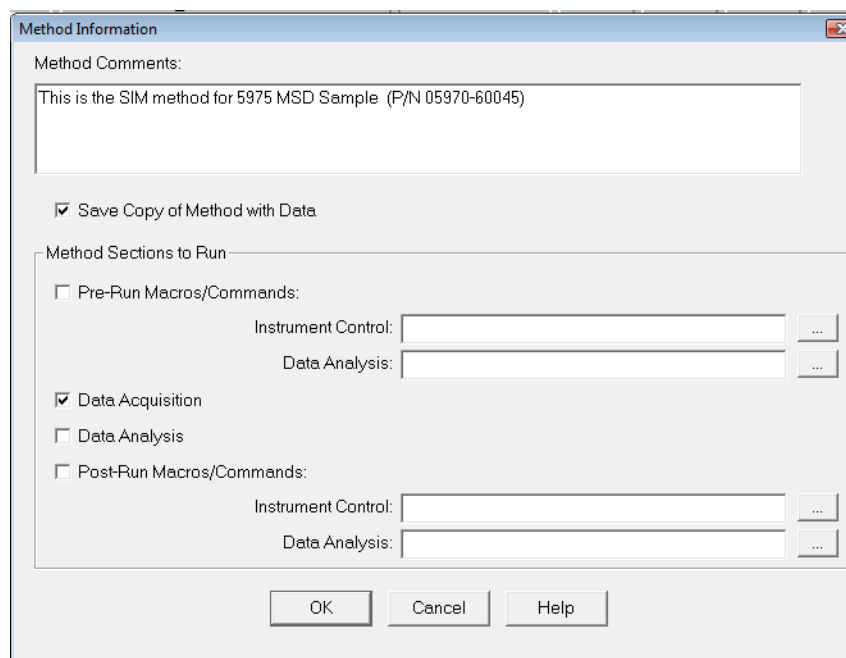 Method Information
Method Comments:
This is the SIM method for 5975 MSD Sample (P/N 05970-60045)
Save Copy of Method with Data
Method Sections to Run
Pre-Run Macros/Commands:
Instrument Control:
...
Data Analysis:
...
Data Acquisition
Data Analysis
Post-Run Macros/Commands:
Instrument Control:
...
Data Analysis:
...
OK Cancel Help